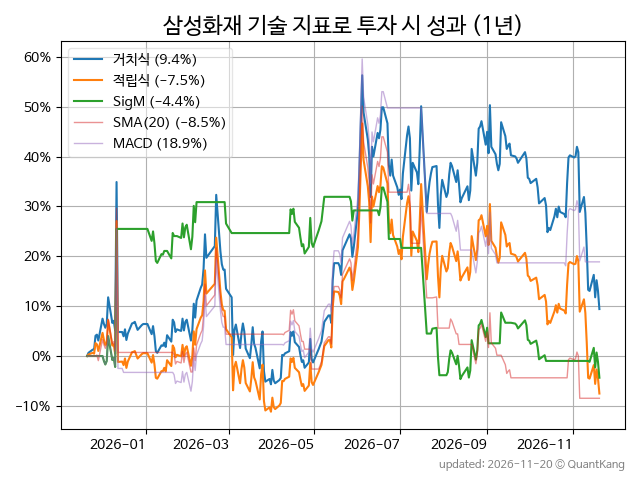 삼성화재 기술 지표로 투자 시 성과 (1년)
거치식 (9.4%)
적립식 (−7.5%)
SigM (−4.4%)
SMA(20) (−8.5%)
MACD (18.9%)
60%
50%
40%
30%
20%
10%
0%
−10%
2026-01 2026-03 2026-05 2026-07 2026-09 2026-11
updated: 2026-11-20 © QuantKang